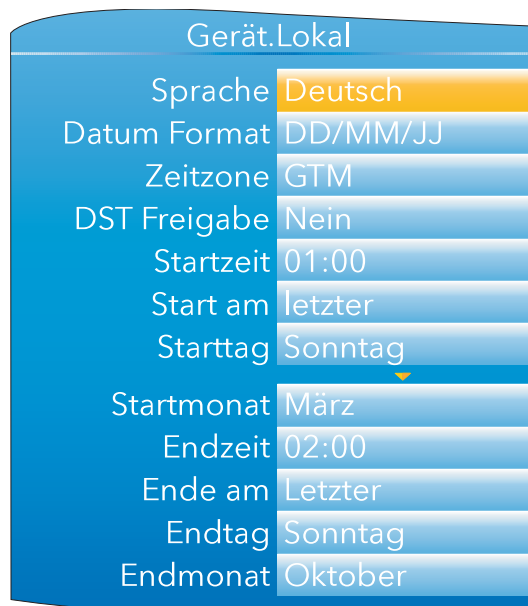 Gerät.Lokal
Sprache Deutsch
Datum Format DD/MM/JJ
Zeitzone GTM
DST Freigabe Nein
Startzeit 01:00
Start am letzter
Starttag Sonntag
Startmonat März
Endzeit 02:00
Ende am Letzter
Endtag Sonntag
Endmonat Oktober